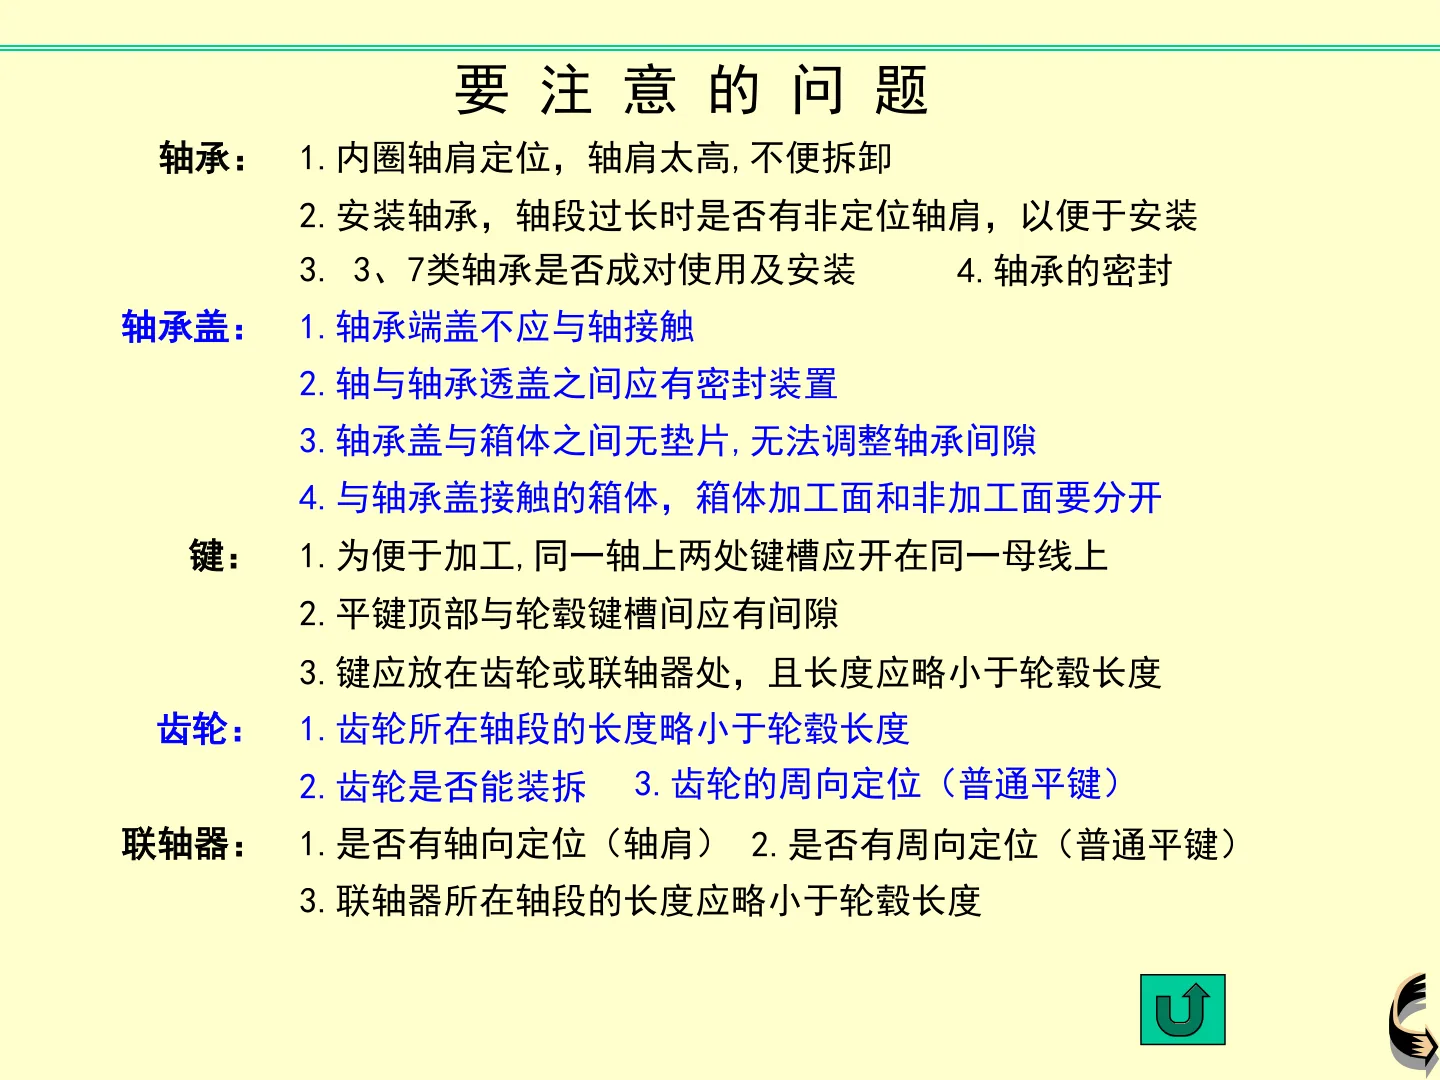 要注意的问题
轴承： 1.内圈轴肩定位，轴肩太高,不便拆卸
2.安装轴承，轴段过长时是否有非定位轴肩，以便于安装
3. 3、7类轴承是否成对使用及安装 4.轴承的密封
轴承盖： 1.轴承端盖不应与轴接触
2.轴与轴承透盖之间应有密封装置
3.轴承盖与箱体之间无垫片,无法调整轴承间隙
4.与轴承盖接触的箱体，箱体加工面和非加工面要分开
键： 1.为便于加工,同一轴上两处键槽应开在同一母线上
2.平键顶部与轮毂键槽间应有间隙
3.键应放在齿轮或联轴器处，且长度应略小于轮毂长度
齿轮： 1.齿轮所在轴段的长度略小于轮毂长度
2.齿轮是否能装拆 3.齿轮的周向定位（普通平键）
联轴器： 1.是否有轴向定位（轴肩） 2.是否有周向定位（普通平键）
3.联轴器所在轴段的长度应略小于轮毂长度